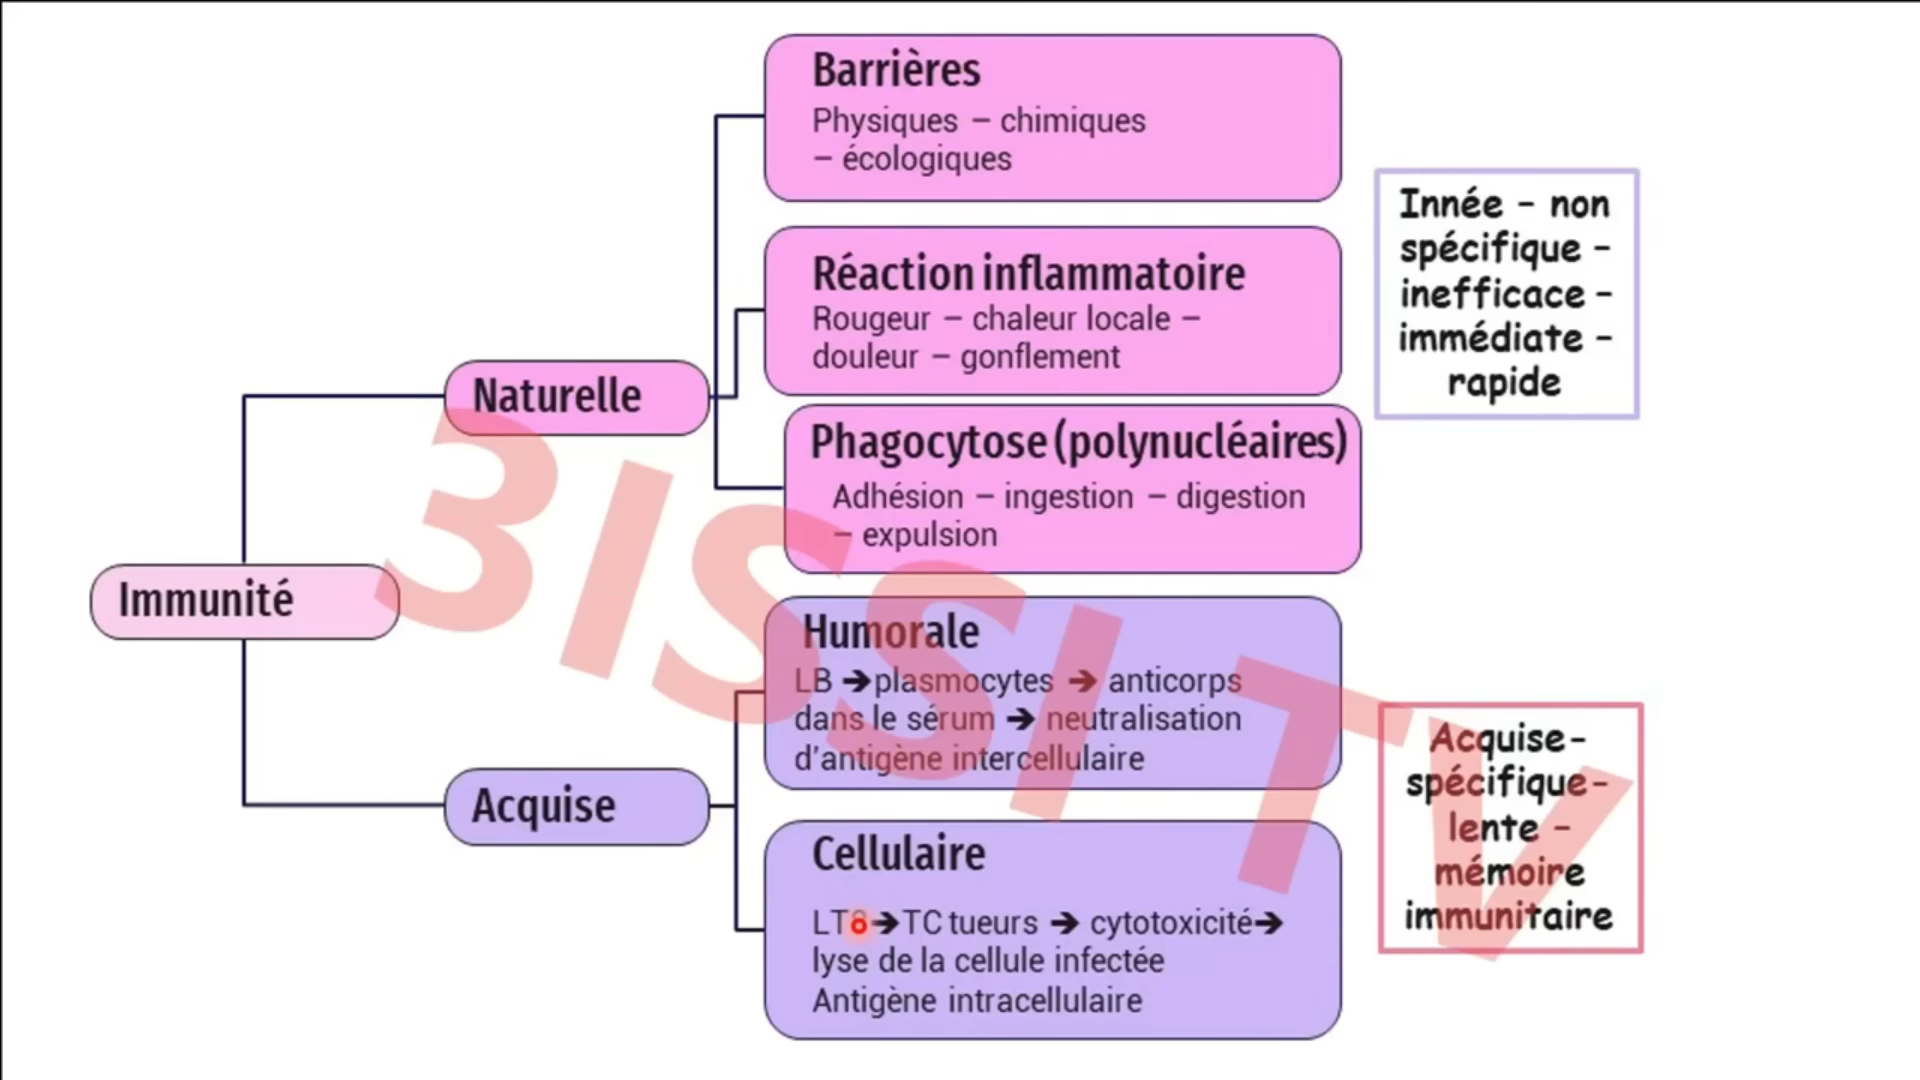 Barrières
Physiques – chimiques
– écologiques
Réaction inflammatoire
Rougeur – chaleur locale –
douleur – gonflement
Phagocytose (polynucléaires)
Adhésion – ingestion – digestion
– expulsion
Innée – non
spécifique –
inefficace –
immédiate –
rapide
Naturelle
Immunité
Acquise
Humorale
LB ➔plasmocytes ➔ anticorps
dans le sérum ➔ neutralisation
d'antigène intercellulaire
Cellulaire
LT8➔TC tueurs ➔ cytotoxicité➔
lyse de la cellule infectée
Antigène intracellulaire
Acquise-
spécifique-
lente -
mémoire
immunitaire
3ISSI TV